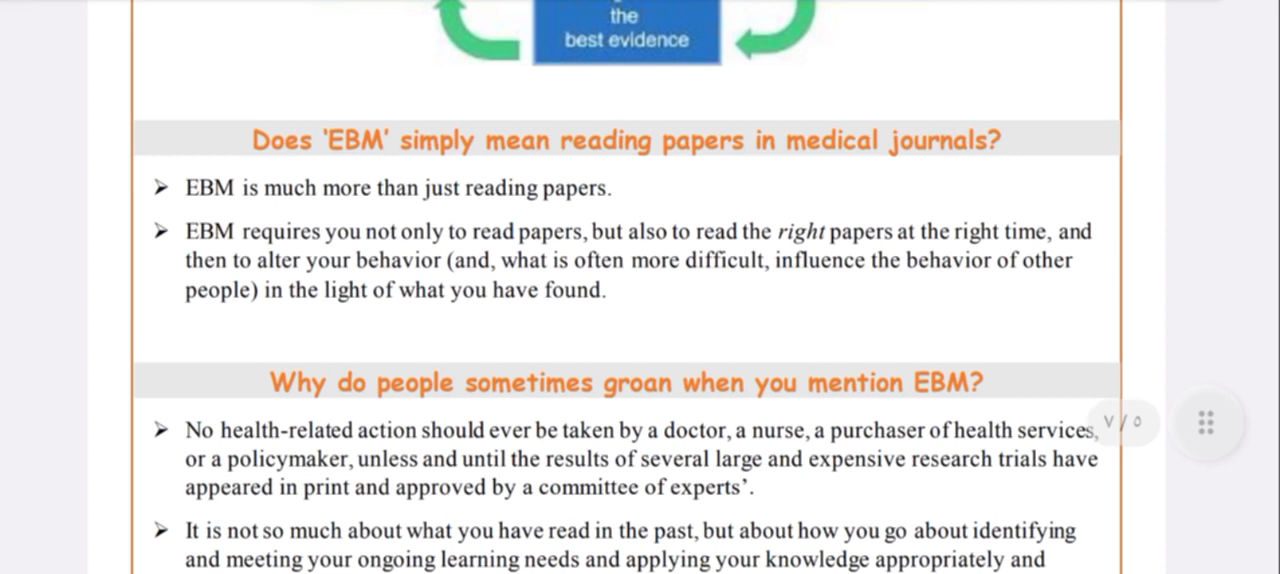 the
best evidence
Does 'EBM' simply mean reading papers in medical journals?
➢ EBM is much more than just reading papers.
➢ EBM requires you not only to read papers, but also to read the right papers at the right time, and
then to alter your behavior (and, what is often more difficult, influence the behavior of other
people) in the light of what you have found.
Why do people sometimes groan when you mention EBM?
➢ No health-related action should ever be taken by a doctor, a nurse, a purchaser of health services,
or a policymaker, unless and until the results of several large and expensive research trials have
appeared in print and approved by a committee of experts’.
٧ / ٥
➢ It is not so much about what you have read in the past, but about how you go about identifying
and meeting your ongoing learning needs and applying your knowledge appropriately and